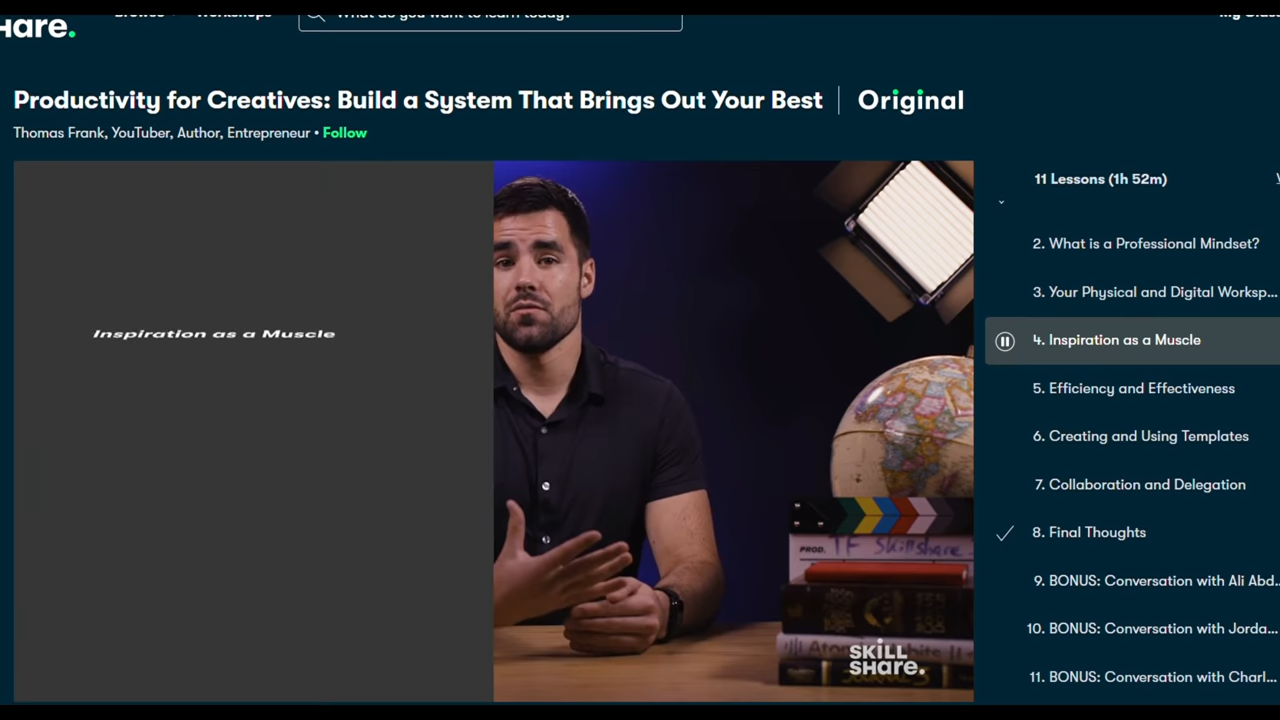 Productivity for Creatives: Build a System That Brings Out Your Best | Original
Thomas Frank, YouTuber, Author, Entrepreneur • Follow
11 Lessons (1h 52m)
2. What is a Professional Mindset?
3. Your Physical and Digital Worksp...
4. Inspiration as a Muscle
5. Efficiency and Effectiveness
6. Creating and Using Templates
7. Collaboration and Delegation
8. Final Thoughts
9. BONUS: Conversation with Ali Abd...
10. BONUS: Conversation with Jorda...
11. BONUS: Conversation with Charl...
Inspiration as a Muscle
PROD. TF Skillshare
SKILL
SHARE.